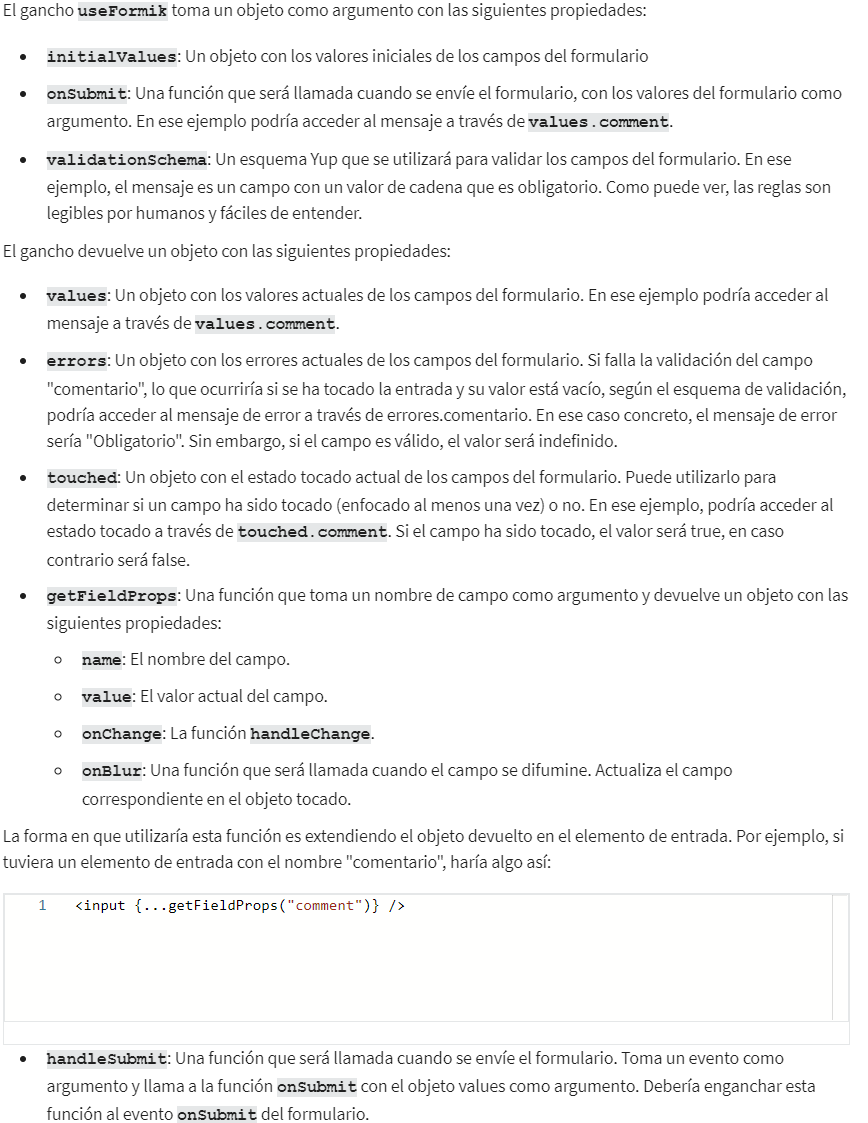 El gancho useFormik toma un objeto como argumento con las siguientes propiedades:
• initialValues: Un objeto con los valores iniciales de los campos del formulario
• onSubmit: Una función que será llamada cuando se envíe el formulario, con los valores del formulario como
argumento. En ese ejemplo podría acceder al mensaje a través de values.comment.
• validationSchema: Un esquema Yup que se utilizará para validar los campos del formulario. En ese
ejemplo, el mensaje es un campo con un valor de cadena que es obligatorio. Como puede ver, las reglas son
legibles por humanos y fáciles de entender.
El gancho devuelve un objeto con las siguientes propiedades:
• values: Un objeto con los valores actuales de los campos del formulario. En ese ejemplo podría acceder al
mensaje a través de values.comment.
• errors: Un objeto con los errores actuales de los campos del formulario. Si falla la validación del campo
"comentario", lo que ocurriría si se ha tocado la entrada y su valor está vacío, según el esquema de validación,
podría acceder al mensaje de error a través de errores.comentario. En ese caso concreto, el mensaje de error
sería "Obligatorio". Sin embargo, si el campo es válido, el valor será indefinido.
• touched: Un objeto con el estado tocado actual de los campos del formulario. Puede utilizarlo para
determinar si un campo ha sido tocado (enfocado al menos una vez) o no. En ese ejemplo, podría acceder al
estado tocado a través de touched.comment. Si el campo ha sido tocado, el valor será true, en caso
contrario será false.
• getFieldProps: Una función que toma un nombre de campo como argumento y devuelve un objeto con las
siguientes propiedades:
◦ name: El nombre del campo.
◦ value: El valor actual del campo.
◦ onChange: La función handleChange.
◦ onBlur: Una función que será llamada cuando el campo se difumine. Actualiza el campo
correspondiente en el objeto tocado.
La forma en que utilizaría esta función es extendiendo el objeto devuelto en el elemento de entrada. Por ejemplo, si
tuviera un elemento de entrada con el nombre "comentario", haría algo así:
1 <input {...getFieldProps("comment")} />
• handleSubmit: Una función que será llamada cuando se envíe el formulario. Toma un evento como
argumento y llama a la función onSubmit con el objeto values como argumento. Debería enganchar esta
función al evento onSubmit del formulario.